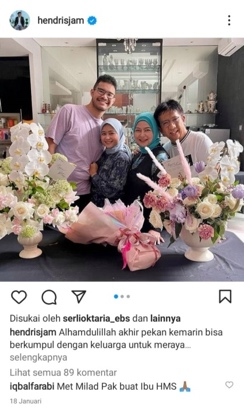 hendrisjam
Disukai oleh serlioktaria_ebs dan lainnya
hendrisjam Alhamdulillah akhir pekan kemarin bisa
berkumpul dengan keluarga untuk meraya...
selengkapnya
Lihat semua 89 komentar
iqbalfarabi Met Milad Pak buat Ibu HMS 🙏🏽
18 Januari